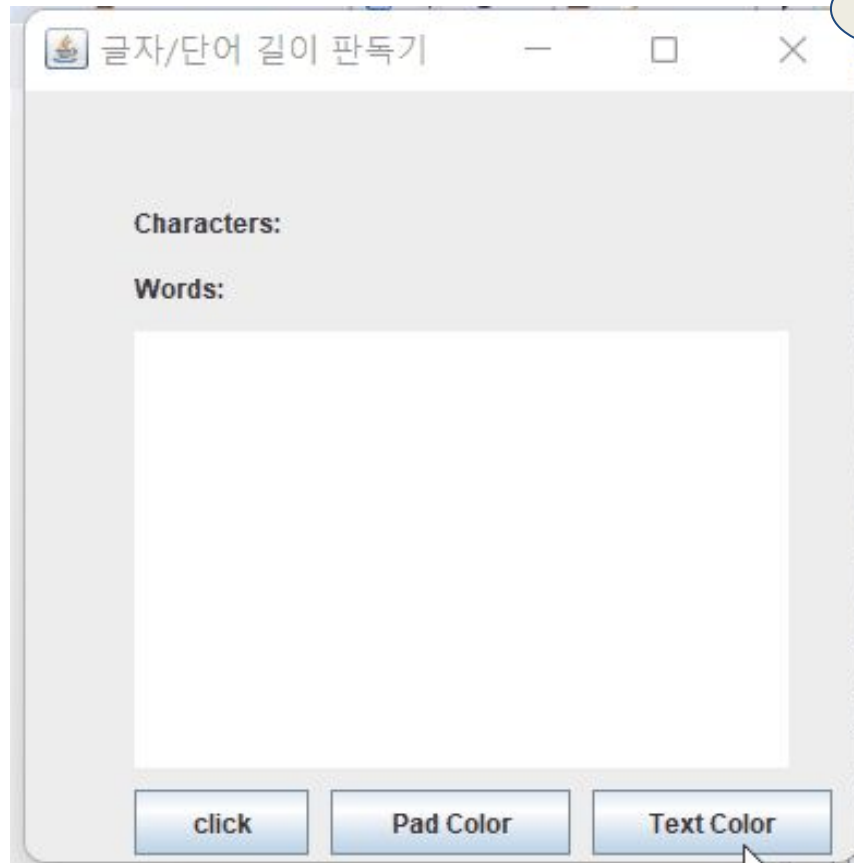 글자/단어 길이 판독기
Characters:
Words:
click Pad Color Text Color